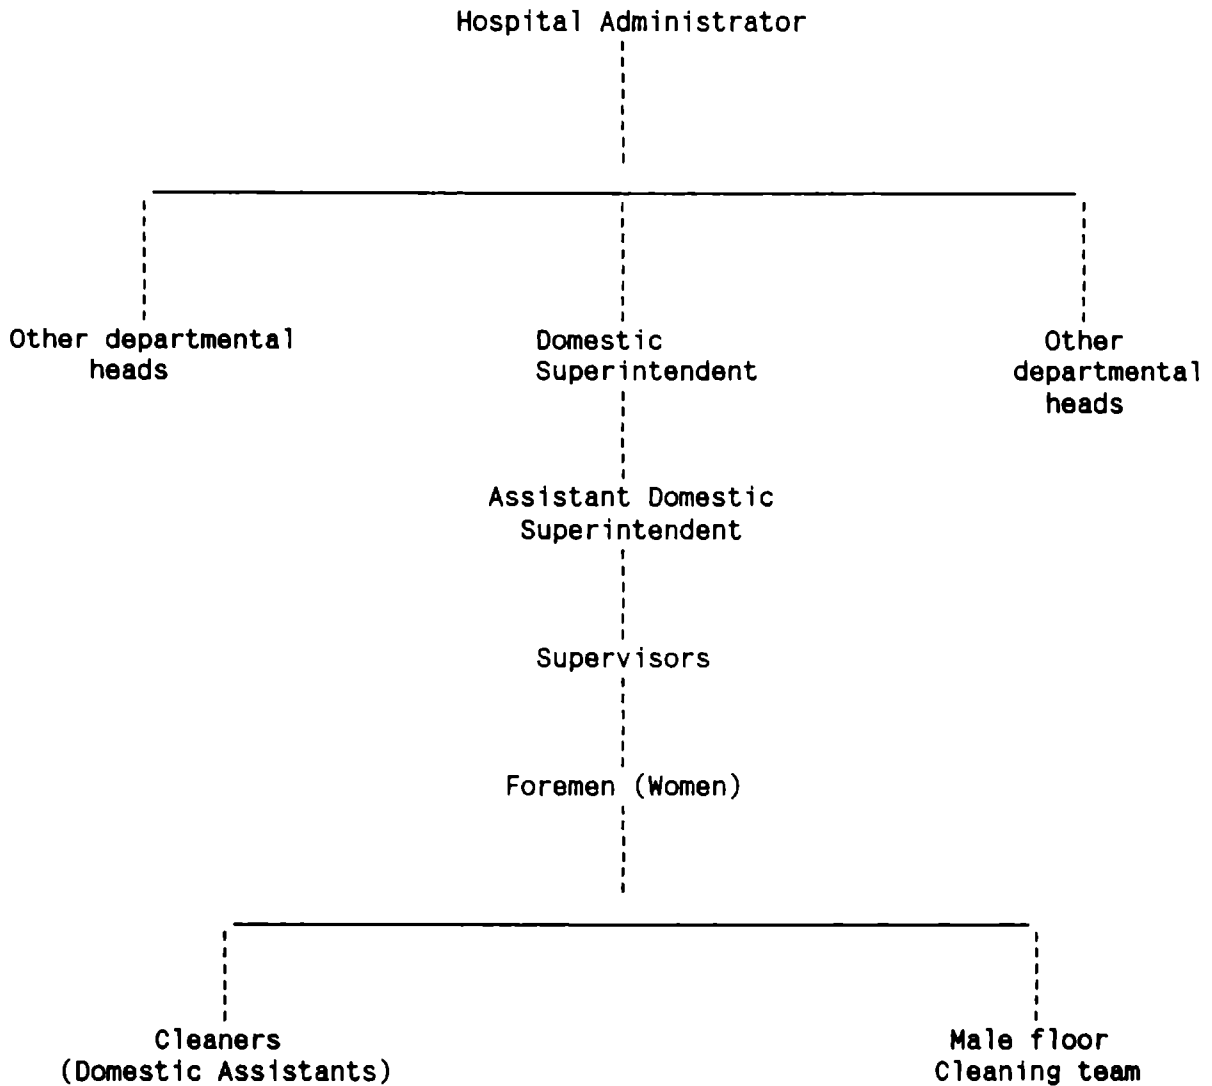 Hospital Administrator
Other departmental
heads
Domestic
Superintendent
Other
departmental
heads
Assistant Domestic
Superintendent
Supervisors
Foremen (Women)
Cleaners
(Domestic Assistants)
Male floor
Cleaning team